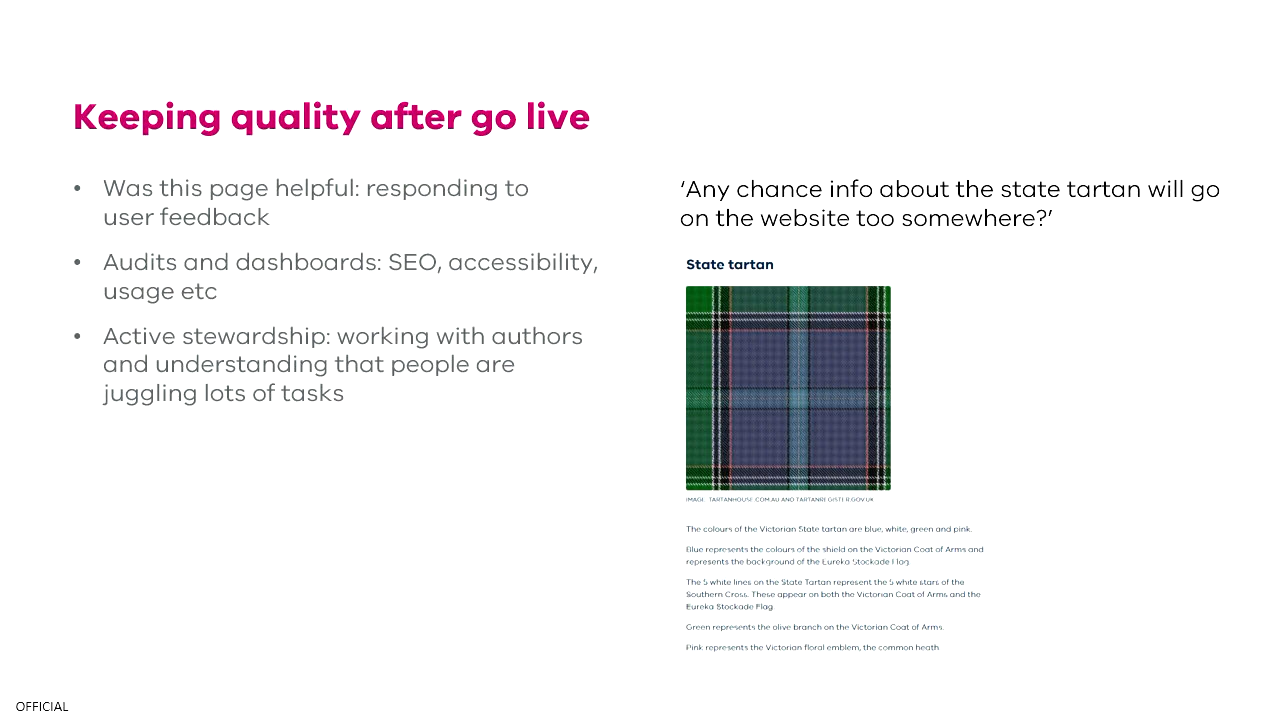 Keeping quality after go live
• Was this page helpful: responding to
user feedback
• Audits and dashboards: SEO, accessibility,
usage etc
• Active stewardship: working with authors
and understanding that people are
juggling lots of tasks
‘Any chance info about the state tartan will go
on the website too somewhere?’
State tartan
IMAGE: TARTANHOUSE.COM.AU AND TARTANREGISTER.GOV.UK
The colours of the Victorian State tartan are blue, white, green and pink.
Blue represents the colours of the shield on the Victorian Coat of Arms and
represents the background of the Eureka Stockade Flag.
The 5 white lines on the State Tartan represent the 5 white stars of the
Southern Cross. These appear on both the Victorian Coat of Arms and the
Eureka Stockade Flag.
Green represents the olive branch on the Victorian Coat of Arms.
Pink represents the Victorian floral emblem, the common heath
OFFICIAL